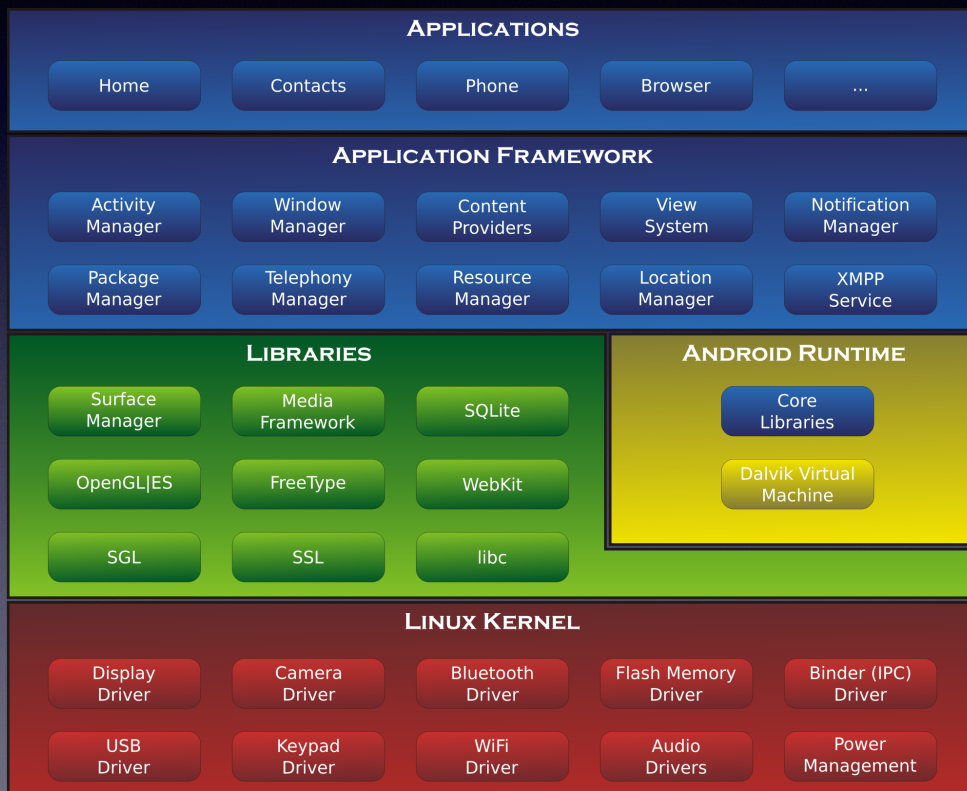 APPLICATIONS
Home
Contacts
Phone
Browser
...
APPLICATION FRAMEWORK
Activity
Manager
Window
Manager
Content
Providers
View
System
Notification
Manager
Package
Manager
Telephony
Manager
Resource
Manager
Location
Manager
XMPP
Service
LIBRARIES
Surface
Manager
Media
Framework
SQLite
OpenGL|ES
FreeType
WebKit
SGL
SSL
libc
ANDROID RUNTIME
Core
Libraries
Dalvik Virtual
Machine
LINUX KERNEL
Display
Driver
Camera
Driver
Bluetooth
Driver
Flash Memory
Driver
Binder (IPC)
Driver
USB
Driver
Keypad
Driver
WiFi
Driver
Audio
Drivers
Power
Management